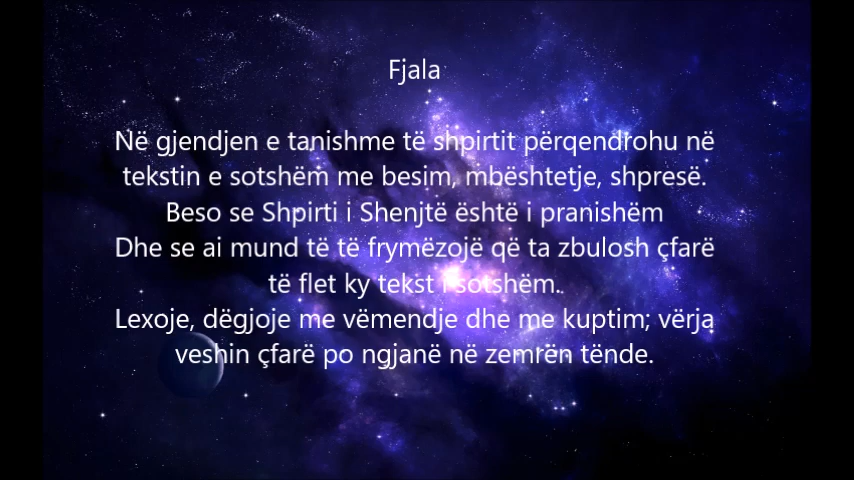 Fjala
Në gjendjen e tanishme të shpirtit përqendrohu në
tekstin e sotshëm me besim, mbështetje, shpresë.
Beso se Shpirti i Shenjtë është i pranishëm
Dhe se ai mund të të frymëzojë që ta zbulosh çfarë
të flet ky tekst i sotshëm.
Lexoje, dëgjoje me vëmendje dhe me kuptim; vërja
veshin çfarë po ngjanë në zemrën tënde.